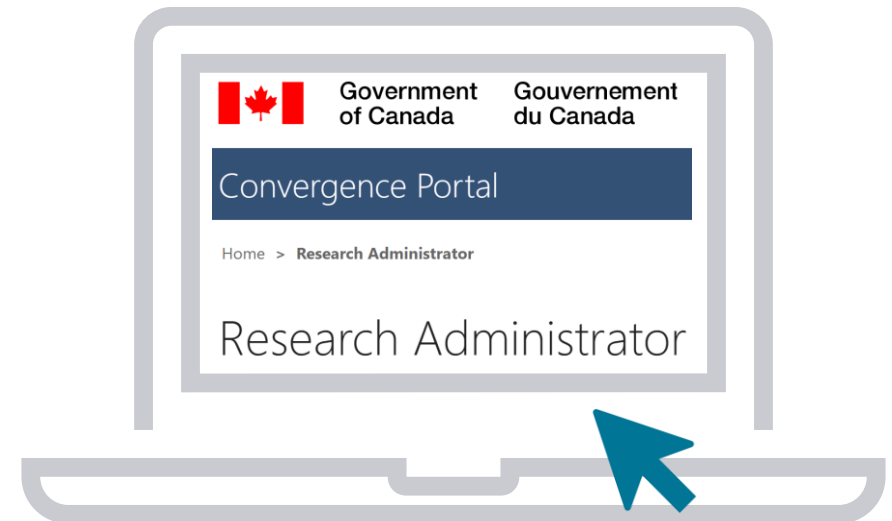 Government Gouvernement
of Canada du Canada
Convergence Portal
Home > Research Administrator
Research Administrator